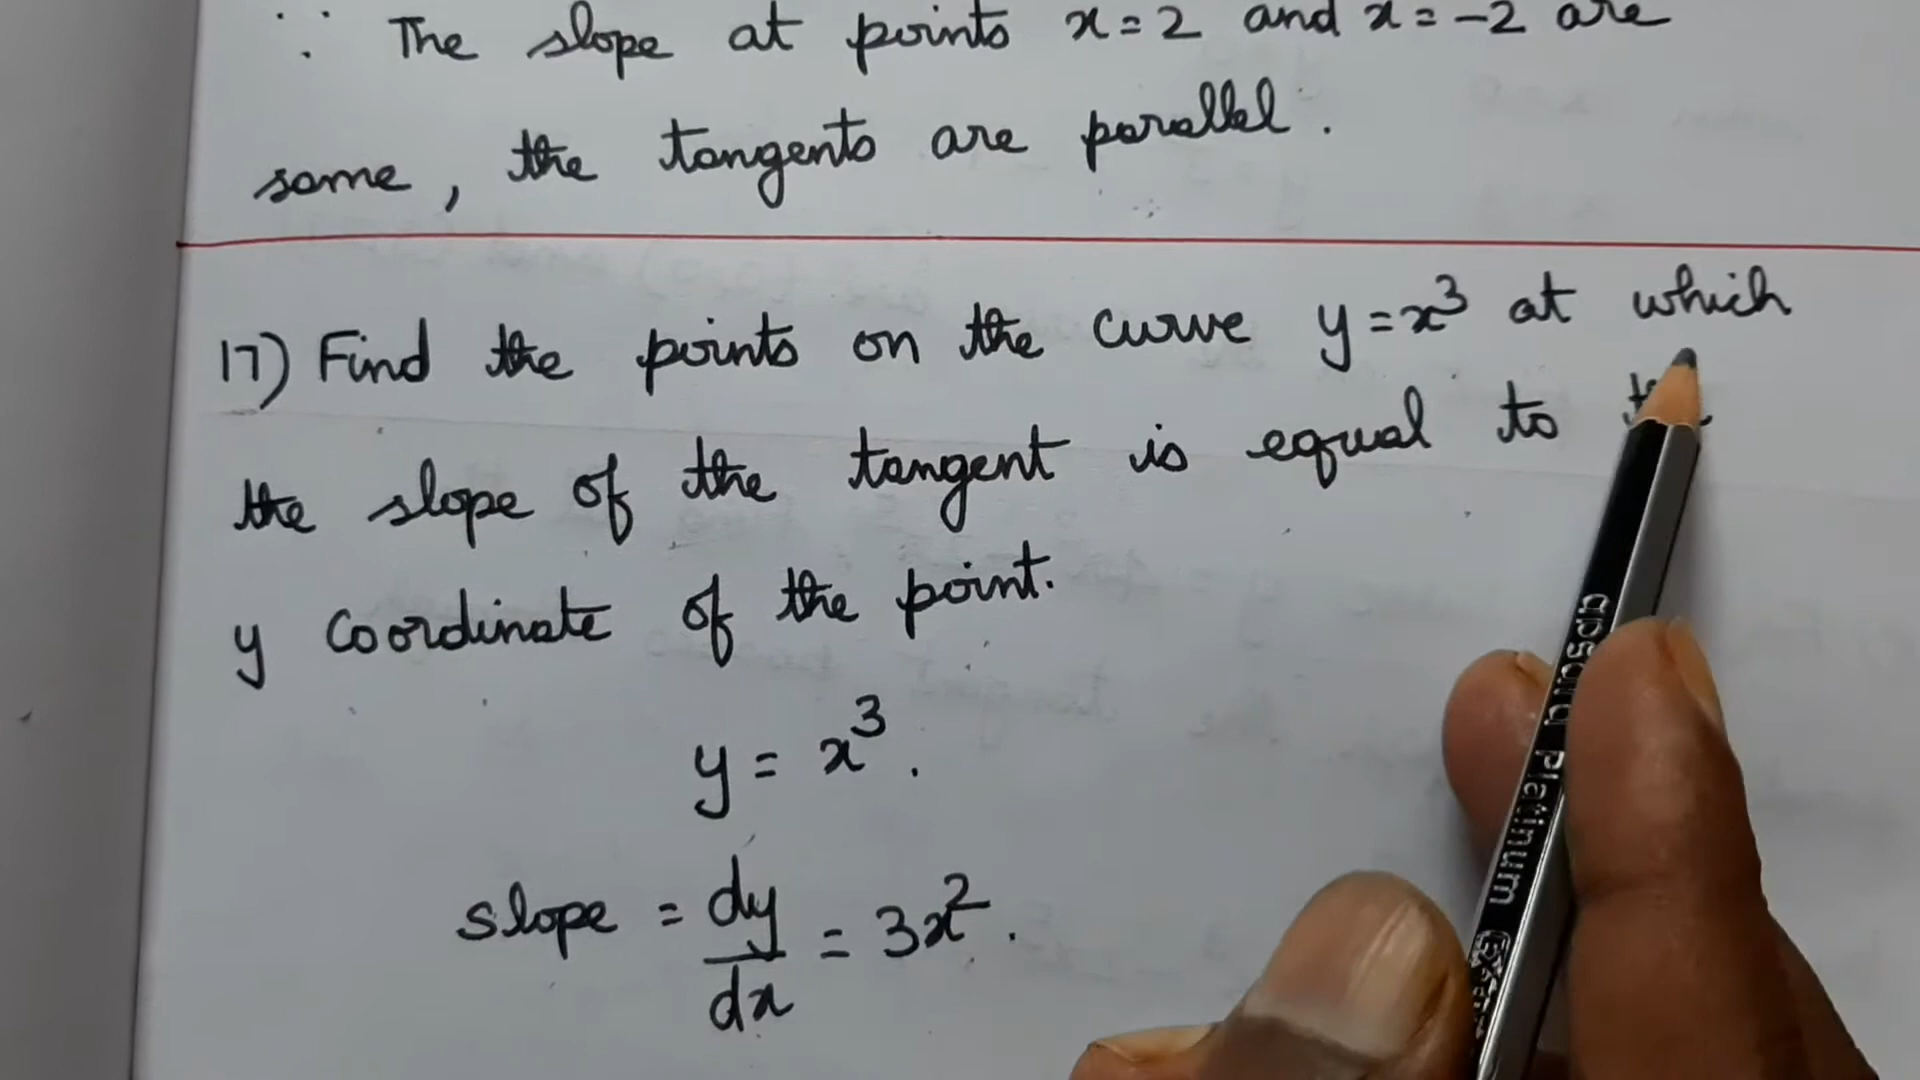 ∵ The slope at points x = 2 and x = -2 are
same, the tangents are parallel.
17) Find the points on the curve y = x³ at which
the slope of the tangent is equal to
y coordinate of the point.
y = x³.
slope = dy/dx = 3x².
apsara Platinum